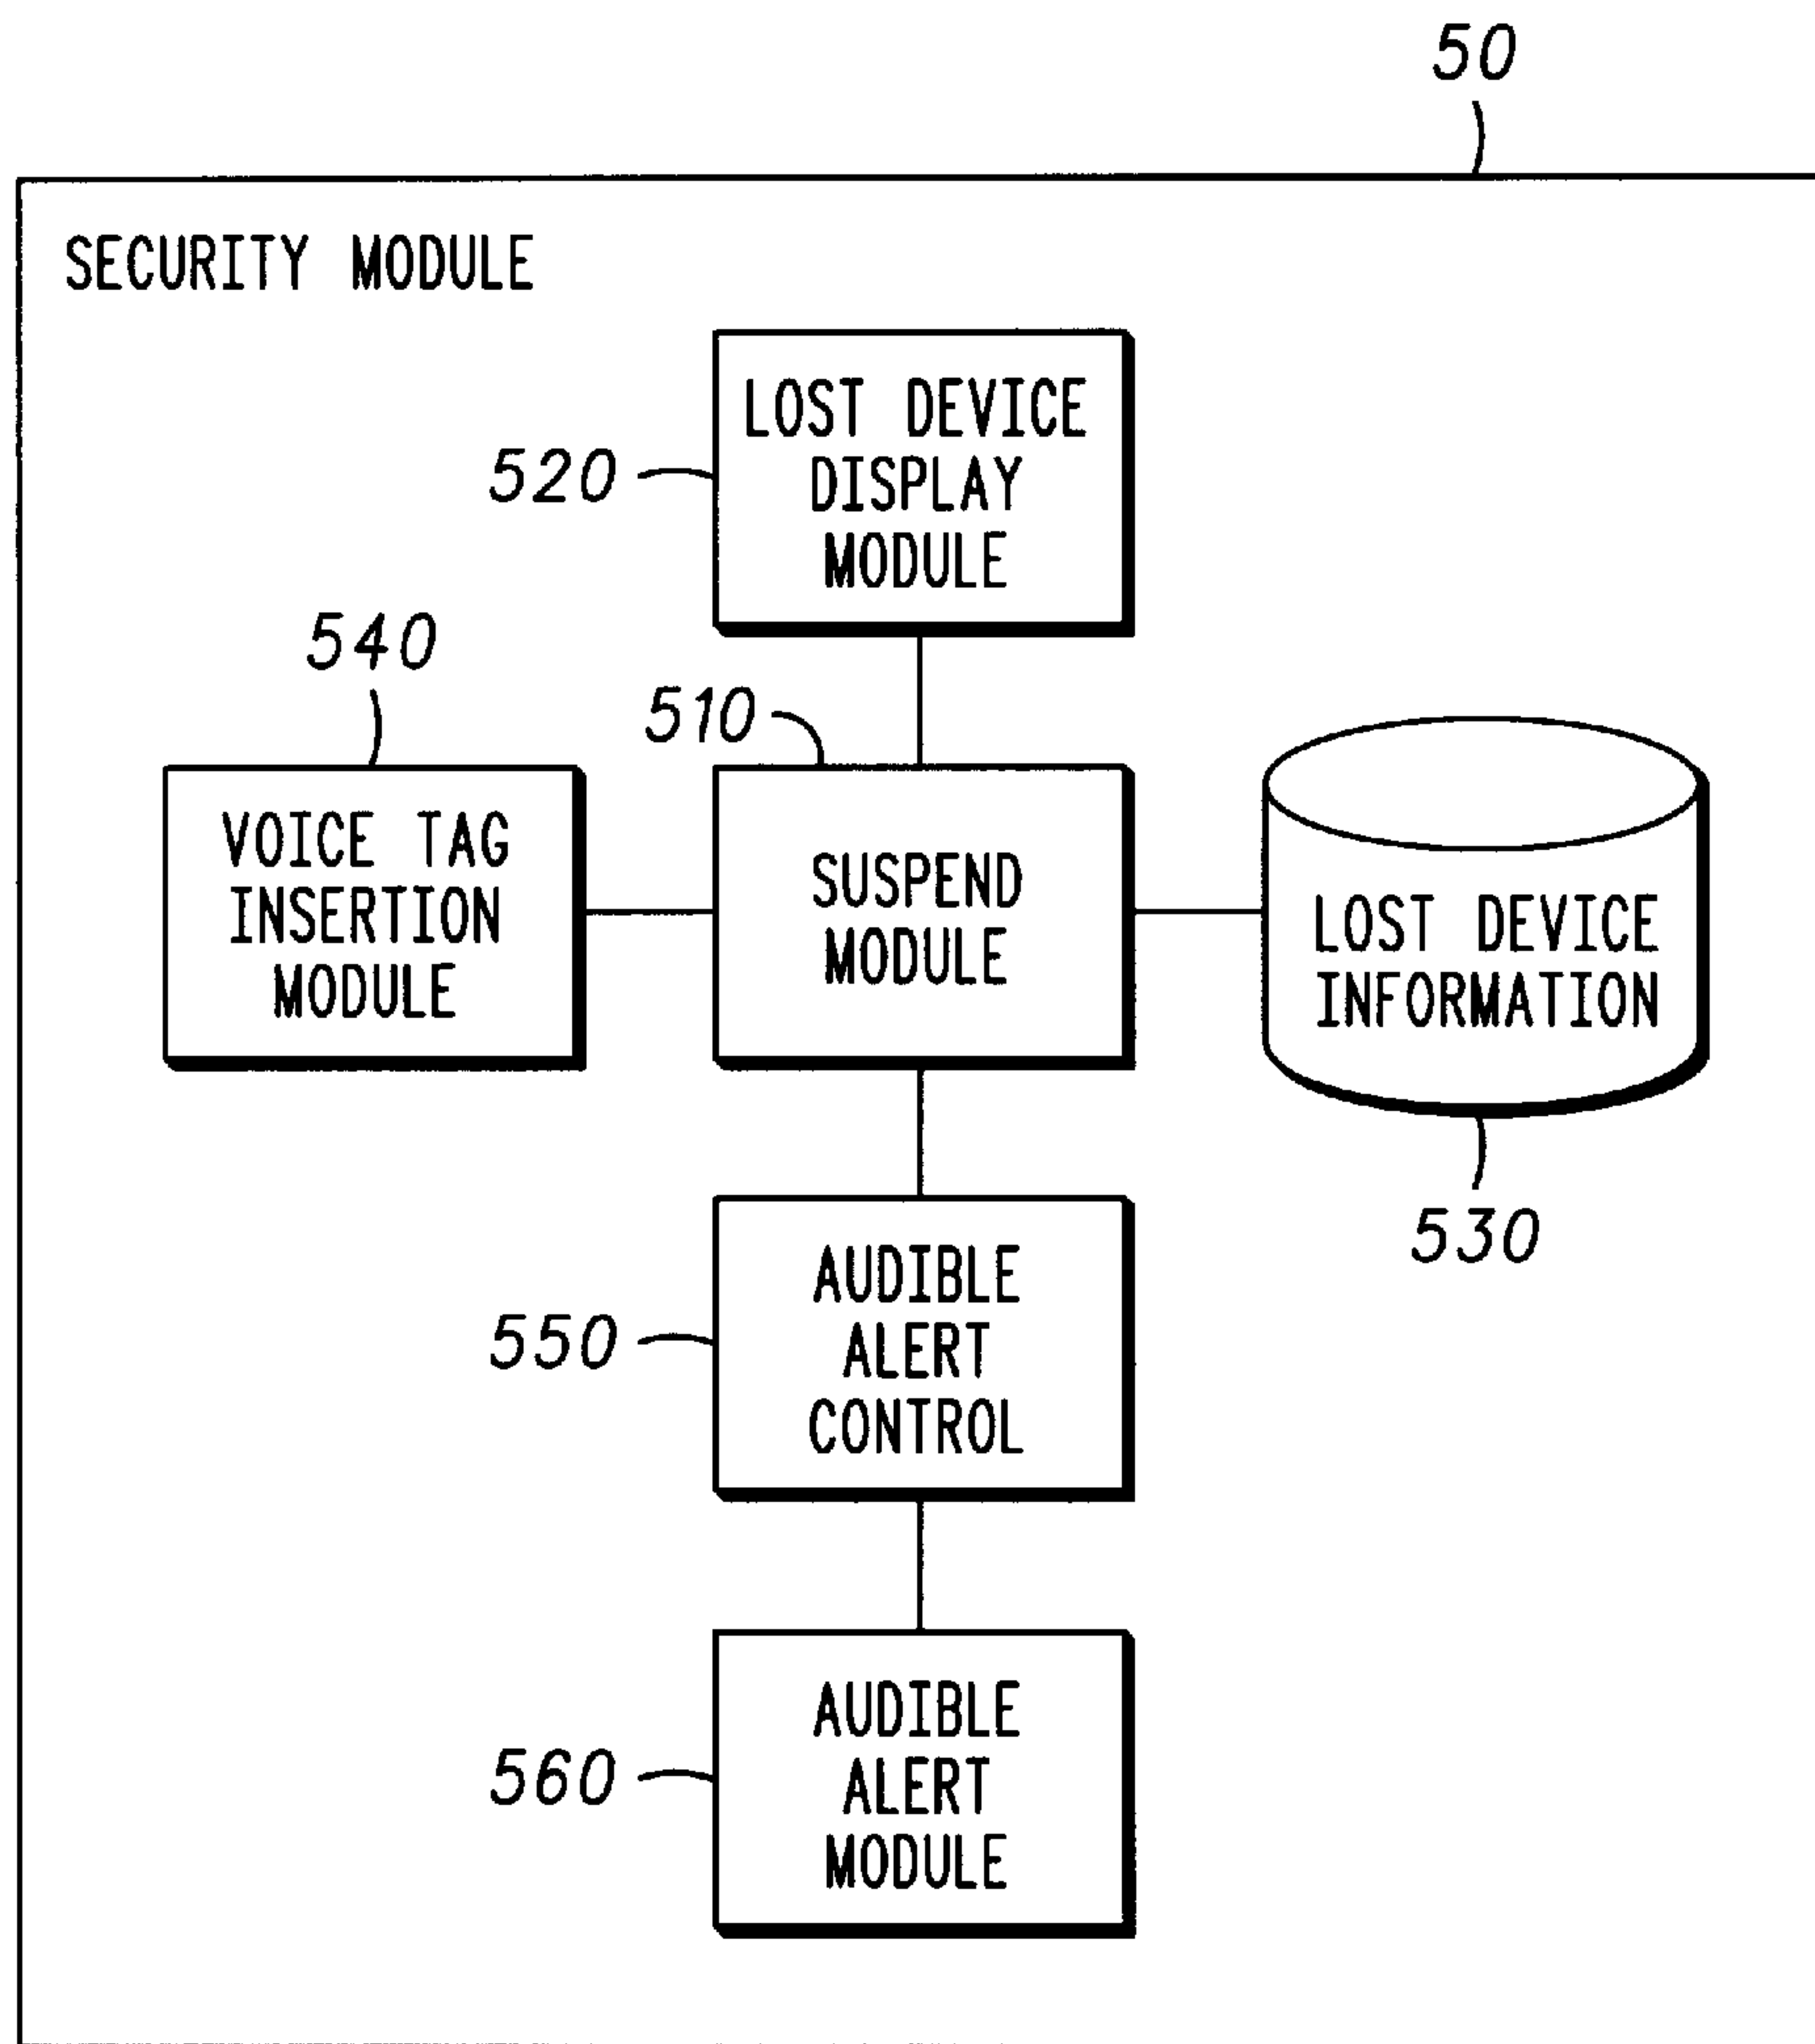 50
SECURITY MODULE
LOST DEVICE
DISPLAY
MODULE
520
540
510
VOICE TAG
INSERTION
MODULE
SUSPEND
MODULE
LOST DEVICE
INFORMATION
530
AUDIBLE
ALERT
CONTROL
550
AUDIBLE
ALERT
MODULE
560